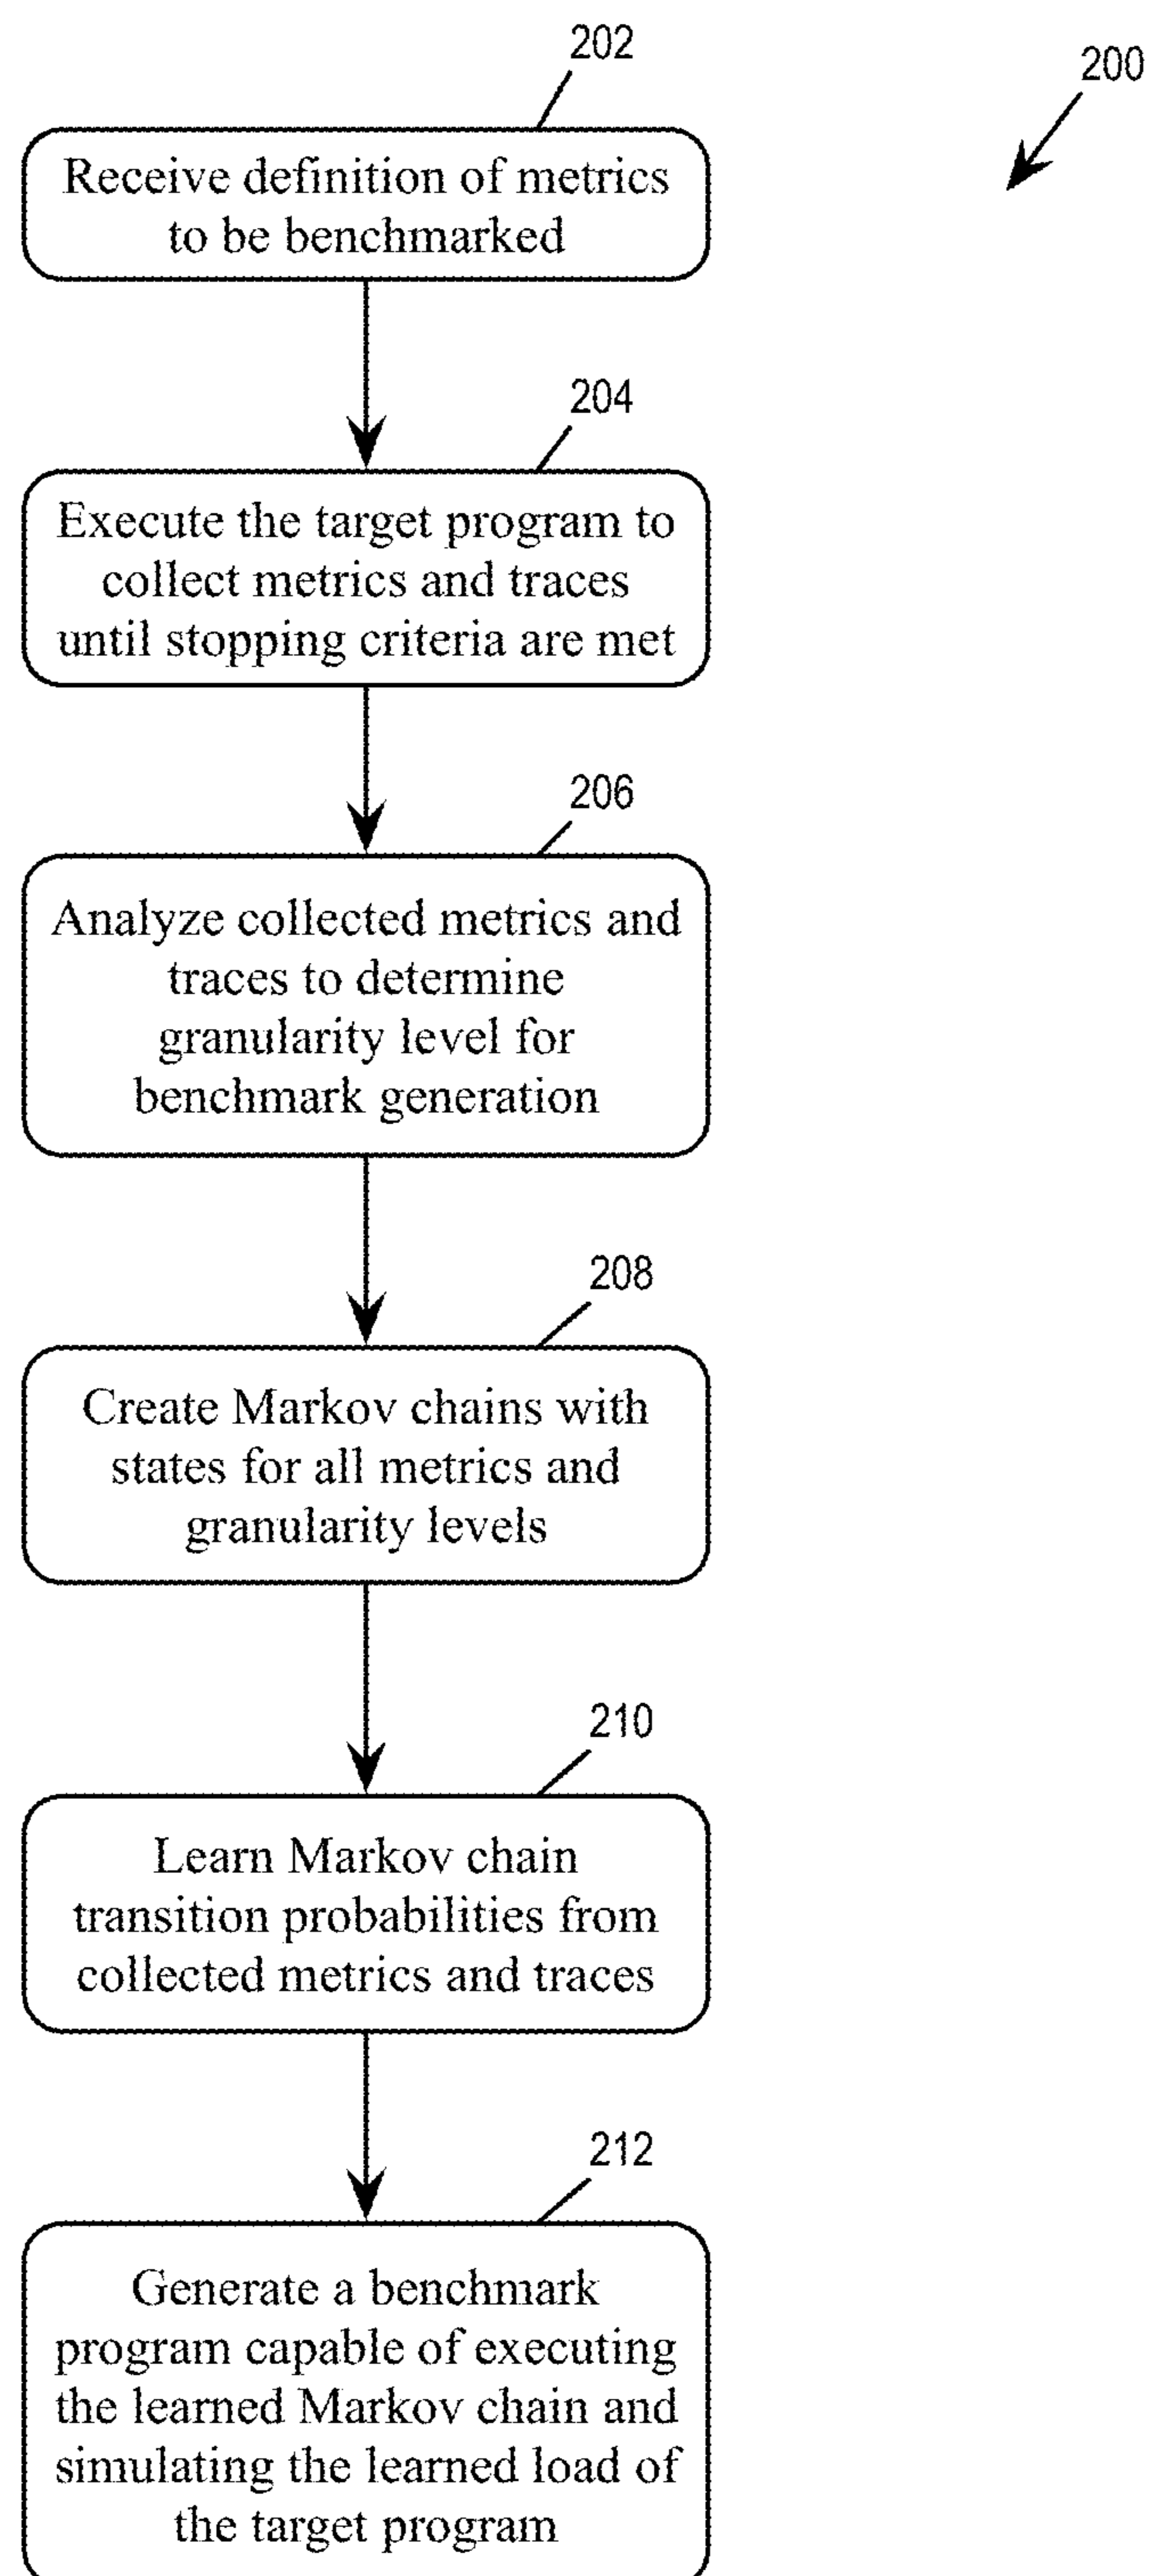 202
200
Receive definition of metrics
to be benchmarked
204
Execute the target program to
collect metrics and traces
until stopping criteria are met
206
Analyze collected metrics and
traces to determine
granularity level for
benchmark generation
208
Create Markov chains with
states for all metrics and
granularity levels
210
Learn Markov chain
transition probabilities from
collected metrics and traces
212
Generate a benchmark
program capable of executing
the learned Markov chain and
simulating the learned load of
the target program